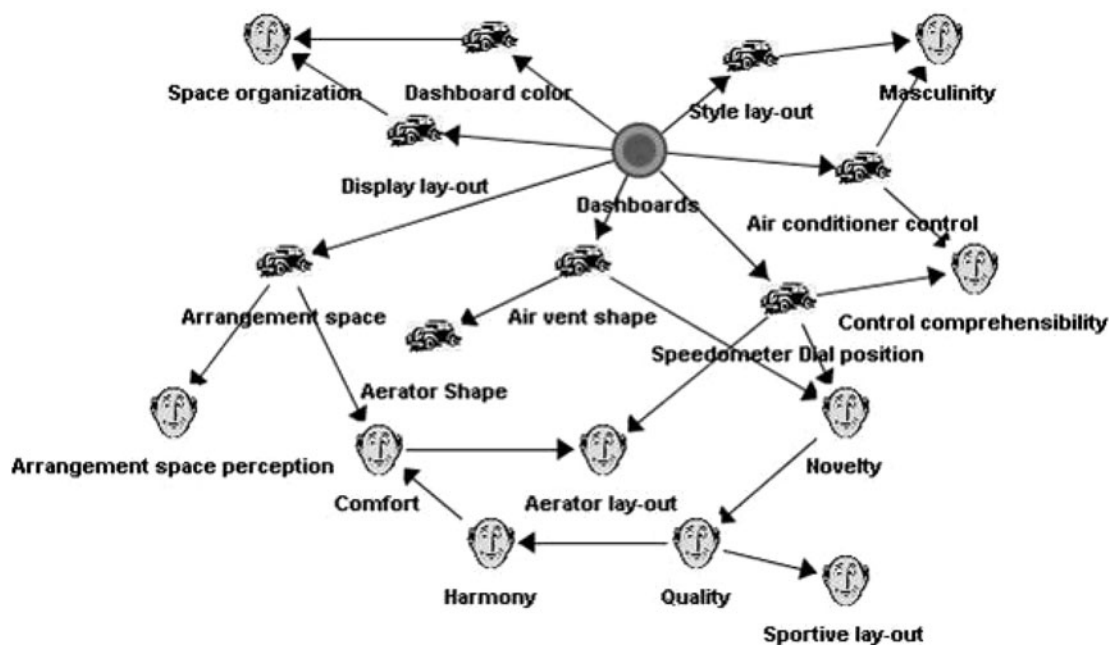 Space organization
Dashboard color
Style lay-out
Masculinity
Display lay-out
Dashboards
Air conditioner control
Arrangement space
Air vent shape
Control comprehensibility
Speedometer Dial position
Aerator Shape
Arrangement space perception
Novelty
Comfort
Aerator lay-out
Harmony
Quality
Sportive lay-out